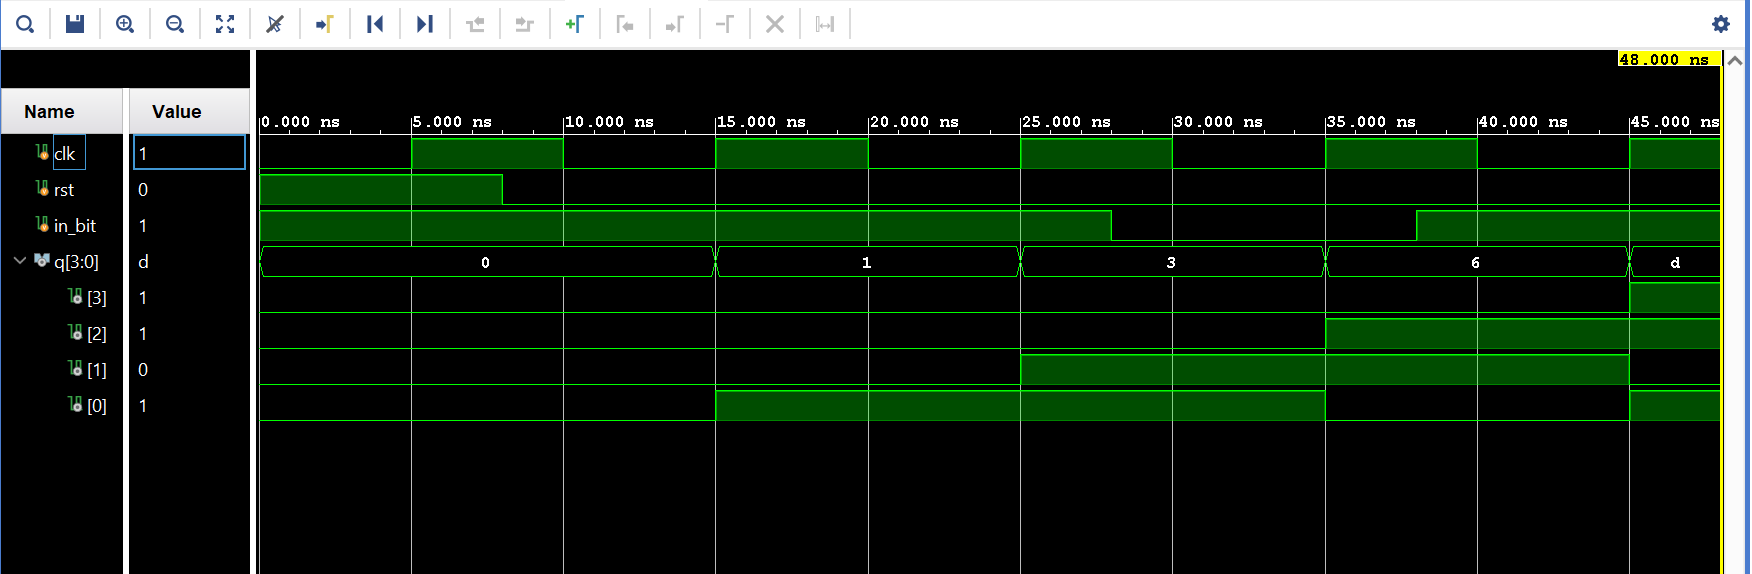 48.000 ns
Name Value
0.000 ns 5.000 ns 10.000 ns 15.000 ns 20.000 ns 25.000 ns 30.000 ns 35.000 ns 40.000 ns 45.000 ns
clk 1
rst 0
in_bit 1
q[3:0] d 0 1 3 6 d
[3] 1
[2] 1
[1] 0
[0] 1